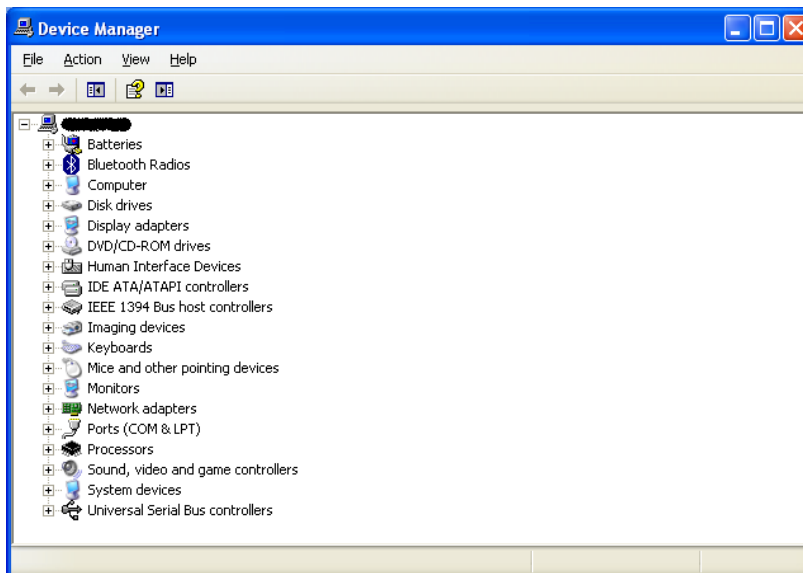 Device Manager
File Action View Help
Batteries
Bluetooth Radios
Computer
Disk drives
Display adapters
DVD/CD-ROM drives
Human Interface Devices
IDE ATA/ATAPI controllers
IEEE 1394 Bus host controllers
Imaging devices
Keyboards
Mice and other pointing devices
Monitors
Network adapters
Ports (COM & LPT)
Processors
Sound, video and game controllers
System devices
Universal Serial Bus controllers